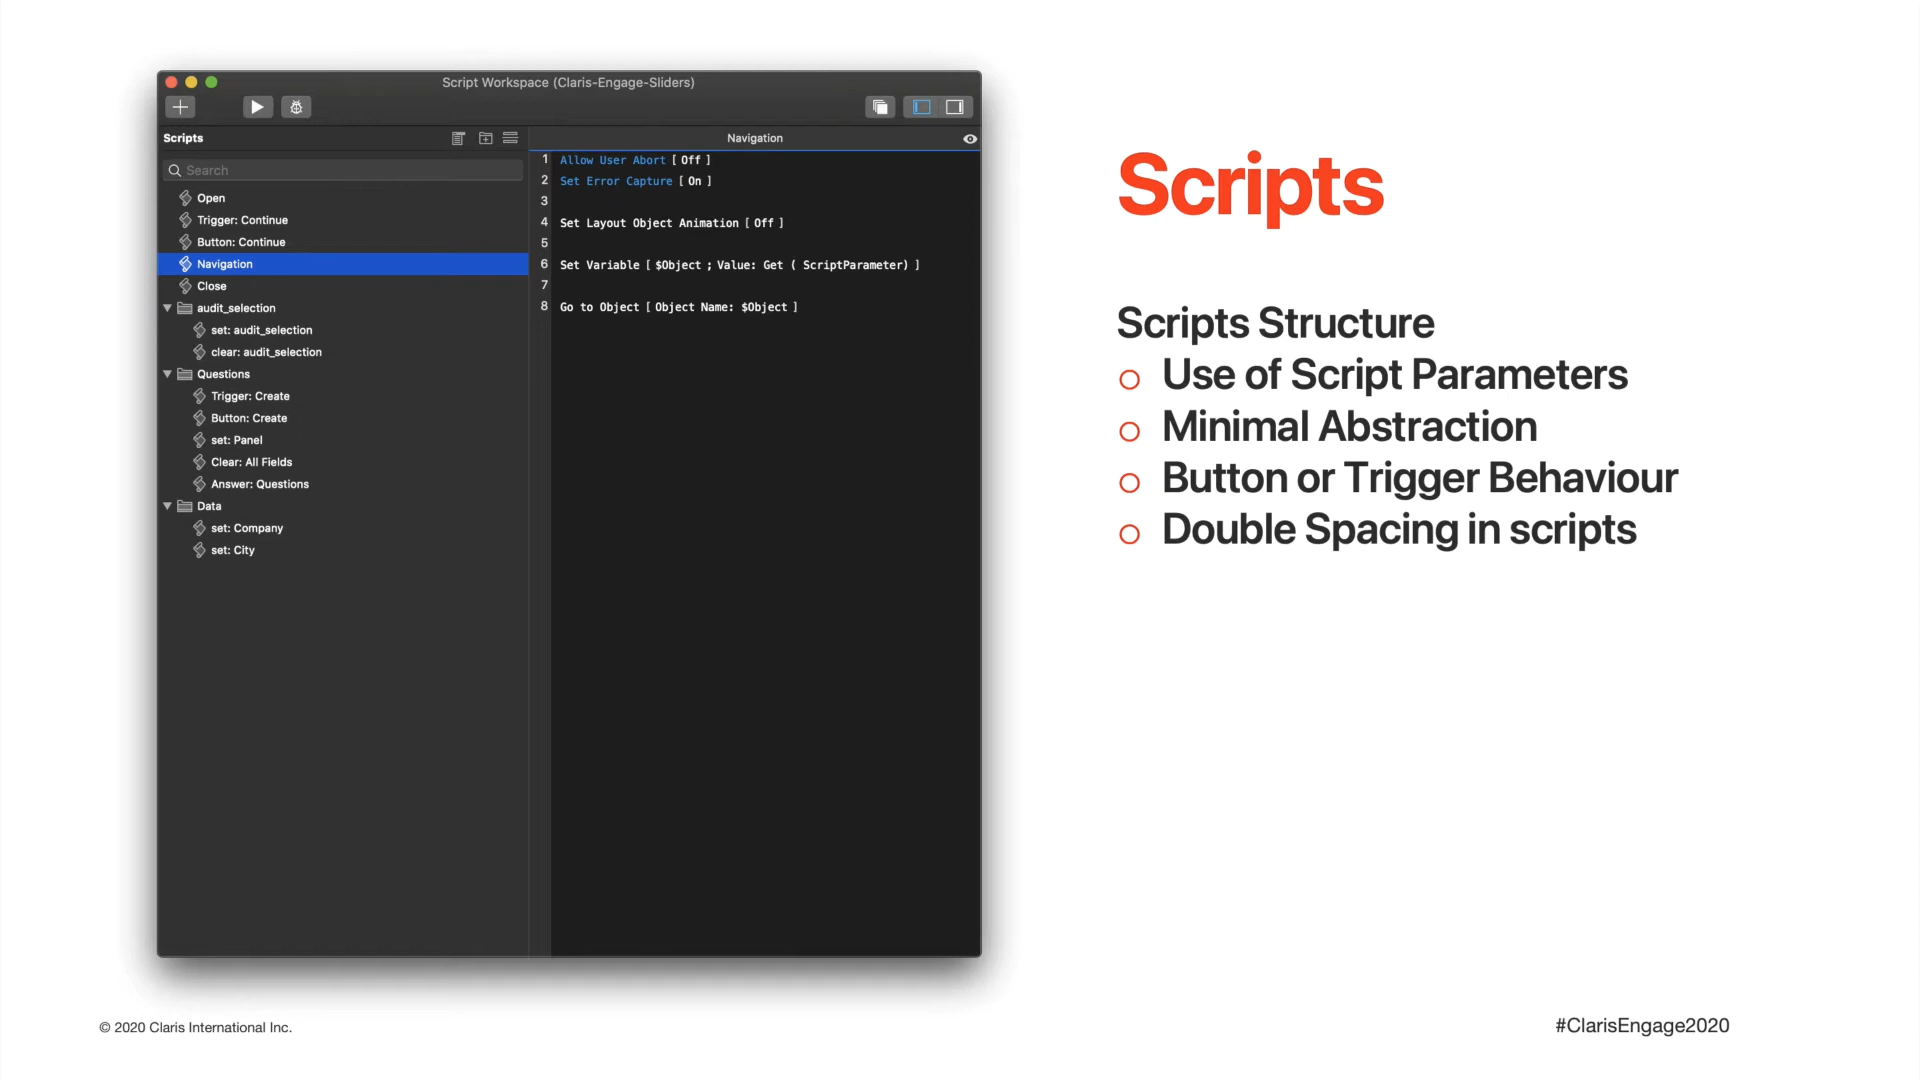 Script Workspace (Claris-Engage-Sliders)
Scripts
Navigation
Search
Open
Trigger: Continue
Button: Continue
Navigation
Close
audit_selection
set: audit_selection
clear: audit_selection
Questions
Trigger: Create
Button: Create
set: Panel
Clear: All Fields
Answer: Questions
Data
set: Company
set: City
1 Allow User Abort [ Off ]
2 Set Error Capture [ On ]
3
4 Set Layout Object Animation [ Off ]
5
6 Set Variable [ $Object ; Value: Get ( ScriptParameter) ]
7
8 Go to Object [ Object Name: $Object ]
Scripts
Scripts Structure
Use of Script Parameters
Minimal Abstraction
Button or Trigger Behaviour
Double Spacing in scripts
© 2020 Claris International Inc.
#ClarisEngage2020